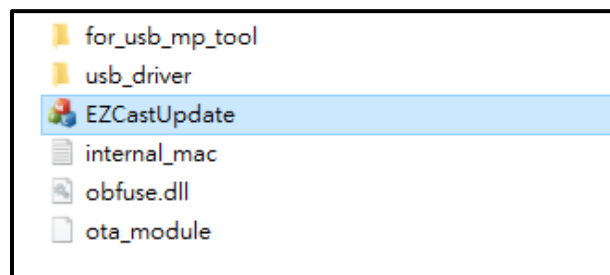 for_usb_mp_tool
usb_driver
EZCastUpdate
internal_mac
obfuse.dll
ota_module